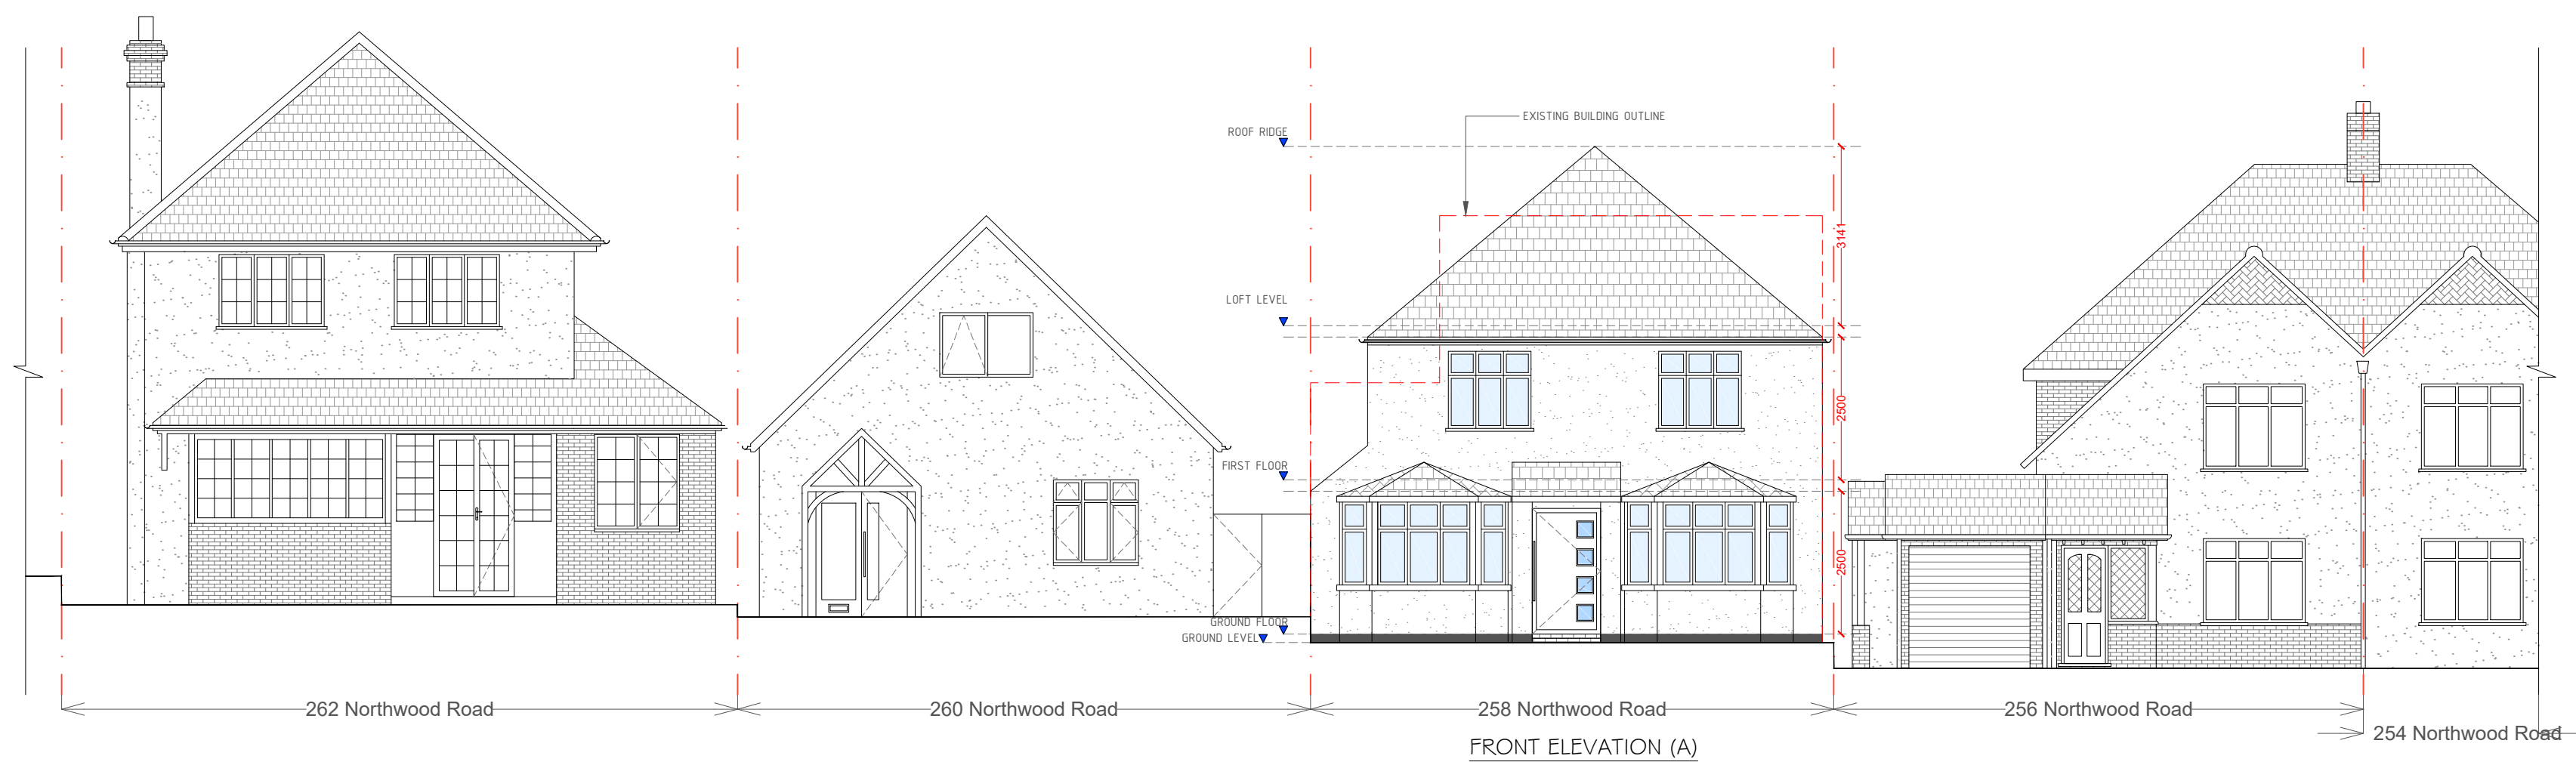 EXISTING BUILDING OUTLINE
ROOF RIDGE
3141
LOFT LEVEL
2500
FIRST FLOOR
2500
GROUND FLOOR
GROUND LEVEL
262 Northwood Road
260 Northwood Road
258 Northwood Road
256 Northwood Road
254 Northwood Road
FRONT ELEVATION (A)